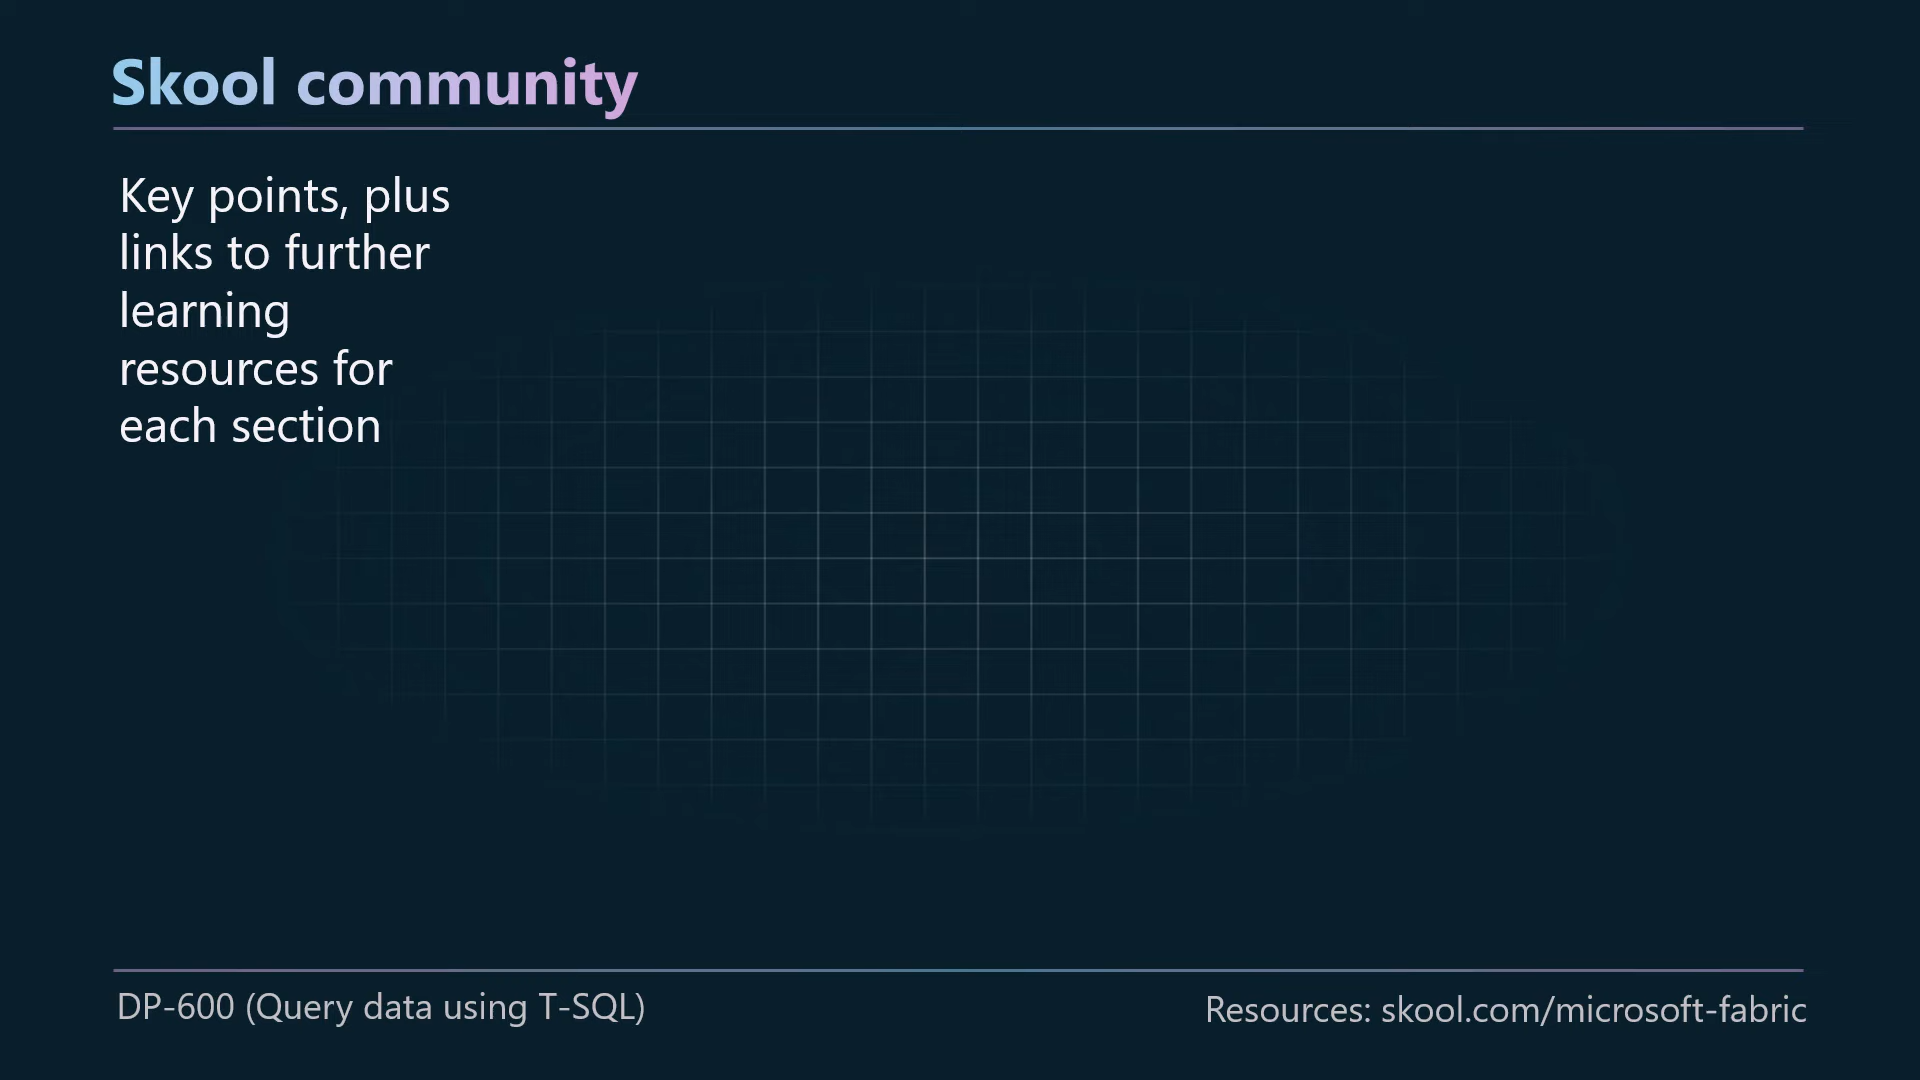 Skool community
Key points, plus
links to further
learning
resources for
each section
DP-600 (Query data using T-SQL)
Resources: skool.com/microsoft-fabric